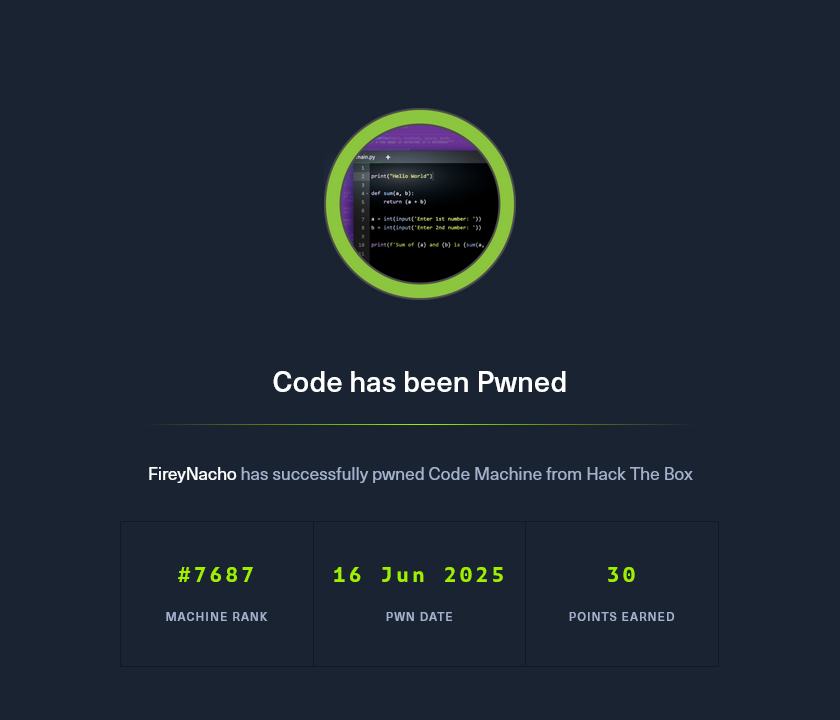 main.py +
1
2 print("Hello World")
3
4 def sum(a, b):
5 return (a + b)
6
7 a = int(input('Enter 1st number: '))
8 b = int(input('Enter 2nd number: '))
9
10 print(f'Sum of {a} and {b} is {sum(a,
11
Code has been Pwned
FireyNacho has successfully pwned Code Machine from Hack The Box
#7687 16 Jun 2025 30
MACHINE RANK PWN DATE POINTS EARNED